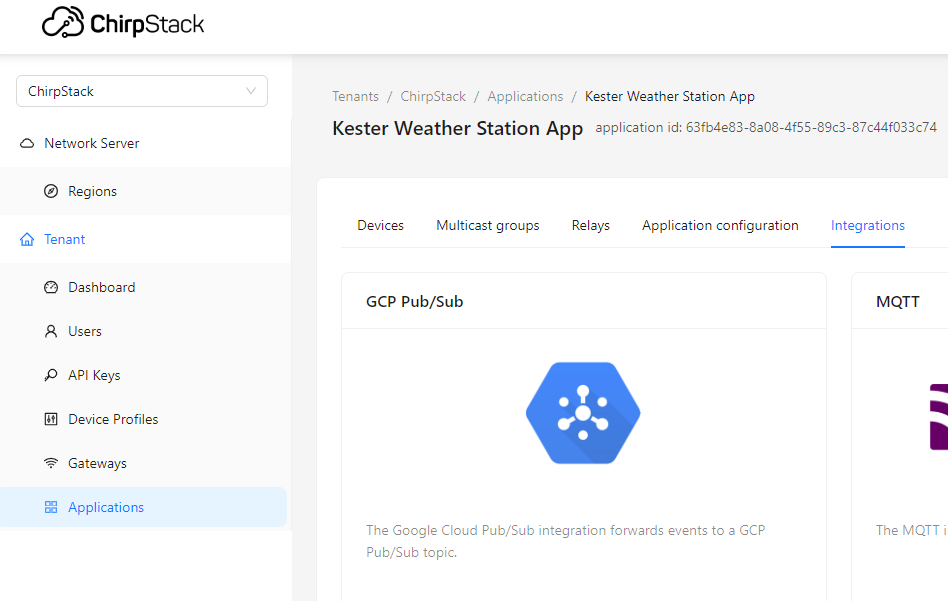 ChirpStack
ChirpStack
Network Server
Regions
Tenant
Dashboard
Users
API Keys
Device Profiles
Gateways
Applications
Tenants / ChirpStack / Applications / Kester Weather Station App
Kester Weather Station App application id: 63fb4e83-8a08-4f55-89c3-87c44f033c74
Devices Multicast groups Relays Application configuration Integrations
GCP Pub/Sub
The Google Cloud Pub/Sub integration forwards events to a GCP
Pub/Sub topic.
MQTT
The MQTT i